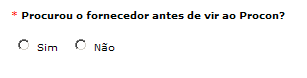 * Procurou o fornecedor antes de vir ao Procon?
Sim Não